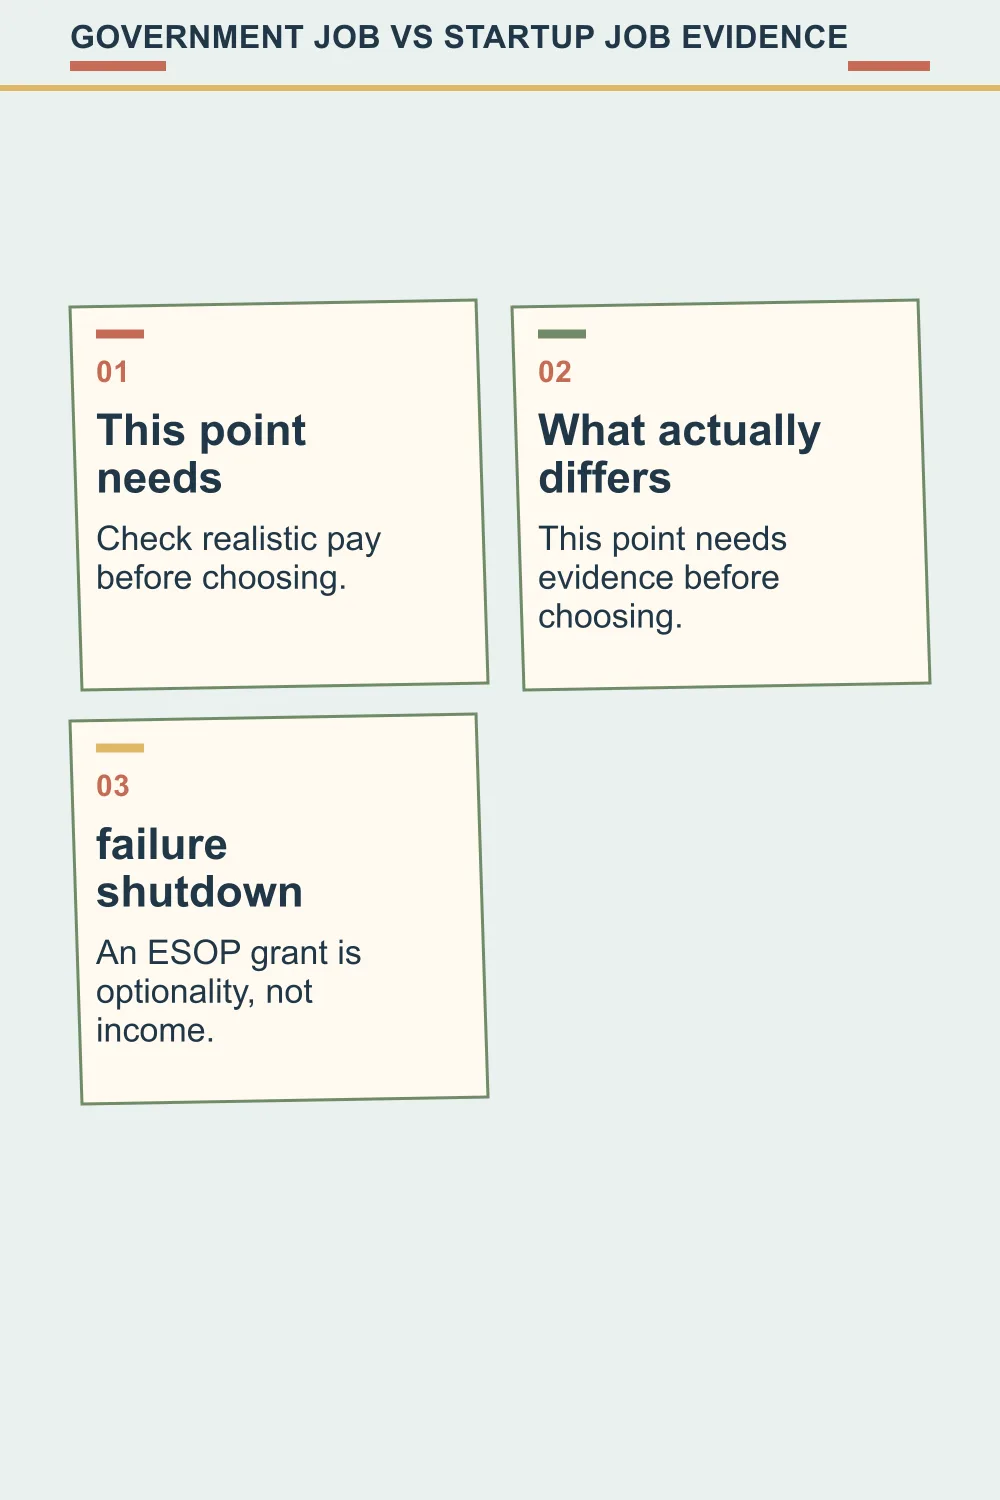 GOVERNMENT JOB VS STARTUP JOB EVIDENCE
01
This point
needs
Check realistic pay
before choosing.
02
What actually
differs
This point needs
evidence before
choosing.
03
failure
shutdown
An ESOP grant is
optionality, not
income.